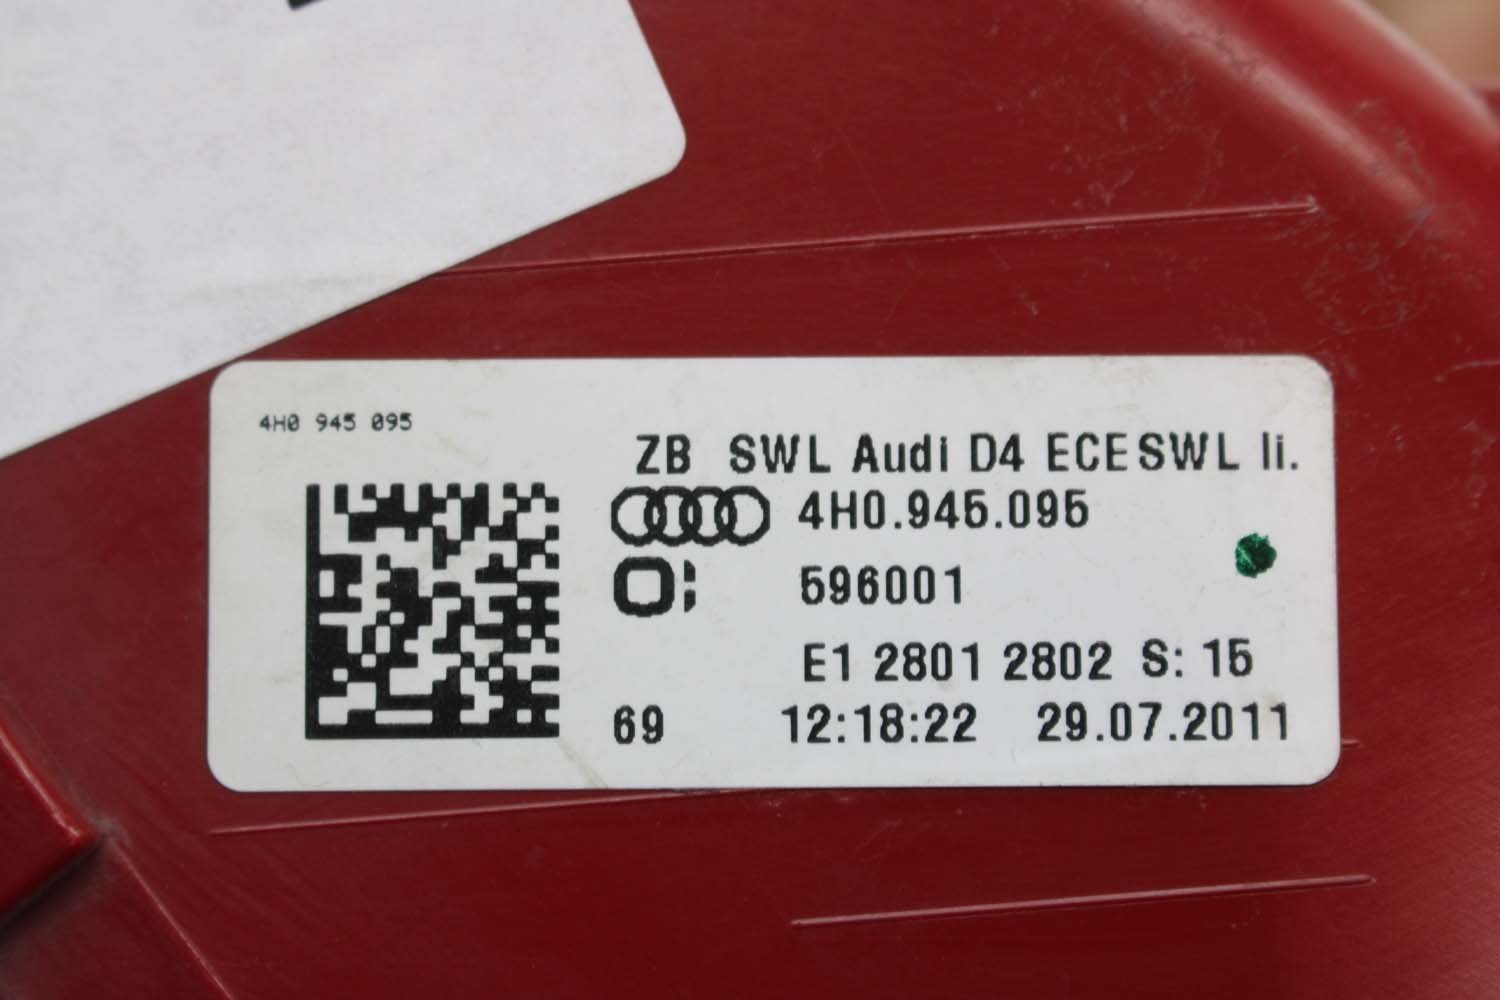 4H0 945 095
ZB SWL Audi D4 ECESWL li.
4H0.945.095
596001
E1 2801 2802 S: 15
69 12:18:22 29.07.2011